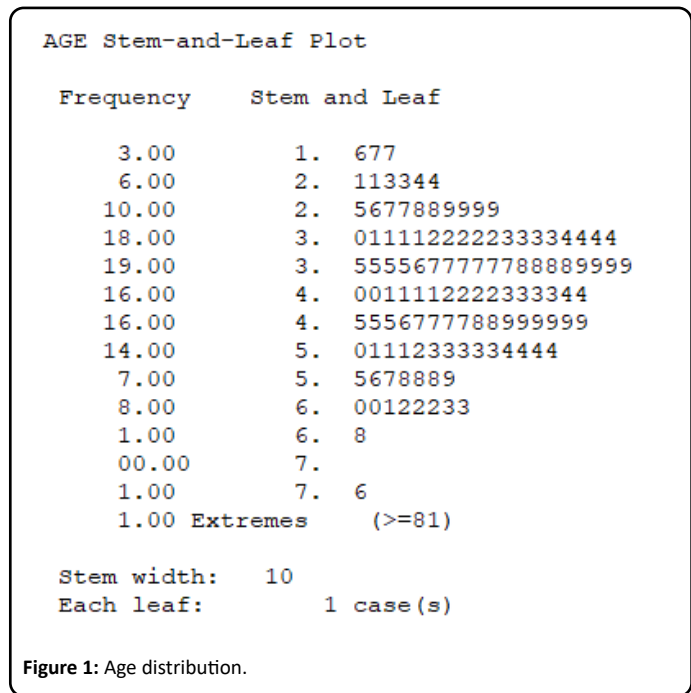 AGE Stem-and-Leaf Plot
Frequency Stem and Leaf
3.00 1. 677
6.00 2. 113344
10.00 2. 5677889999
18.00 3. 011112222233334444
19.00 3. 5555677777788889999
16.00 4. 0011112222333344
16.00 4. 5556777788999999
14.00 5. 01112333334444
7.00 5. 5678889
8.00 6. 00122233
1.00 6. 8
00.00 7.
1.00 7. 6
1.00 Extremes (>=81)
Stem width: 10
Each leaf: 1 case(s)
Figure 1: Age distribution.